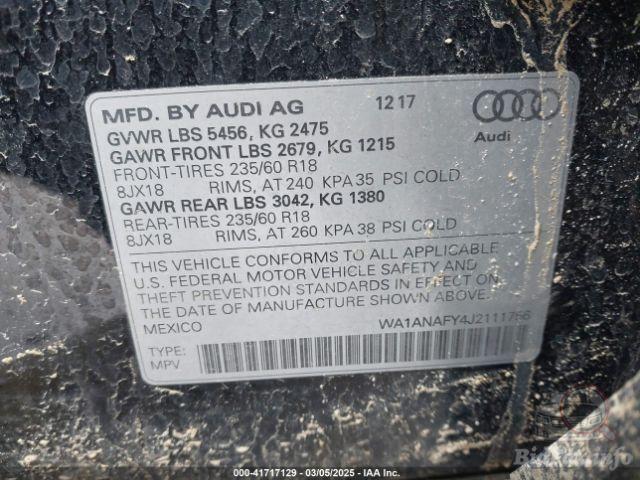 MFD. BY AUDI AG 12 17
GVWR LBS 5456, KG 2475
GAWR FRONT LBS 2679, KG 1215
Audi
FRONT-TIRES 235/60 R18
8JX18 RIMS, AT 240 KPA 35 PSI COLD
GAWR REAR LBS 3042, KG 1380
REAR-TIRES 235/60 R18
8JX18 RIMS, AT 260 KPA 38 PSI COLD
THIS VEHICLE CONFORMS TO ALL APPLICABLE
U.S. FEDERAL MOTOR VEHICLE SAFETY AND
THEFT PREVENTION STANDARDS IN EFFECT ON
THE DATE OF MANUFACTURE SHOWN ABOVE.
MEXICO WA1ANAFY4J2111756
TYPE:
MPV
000-41717129 — 03/05/2025 — IAA Inc.